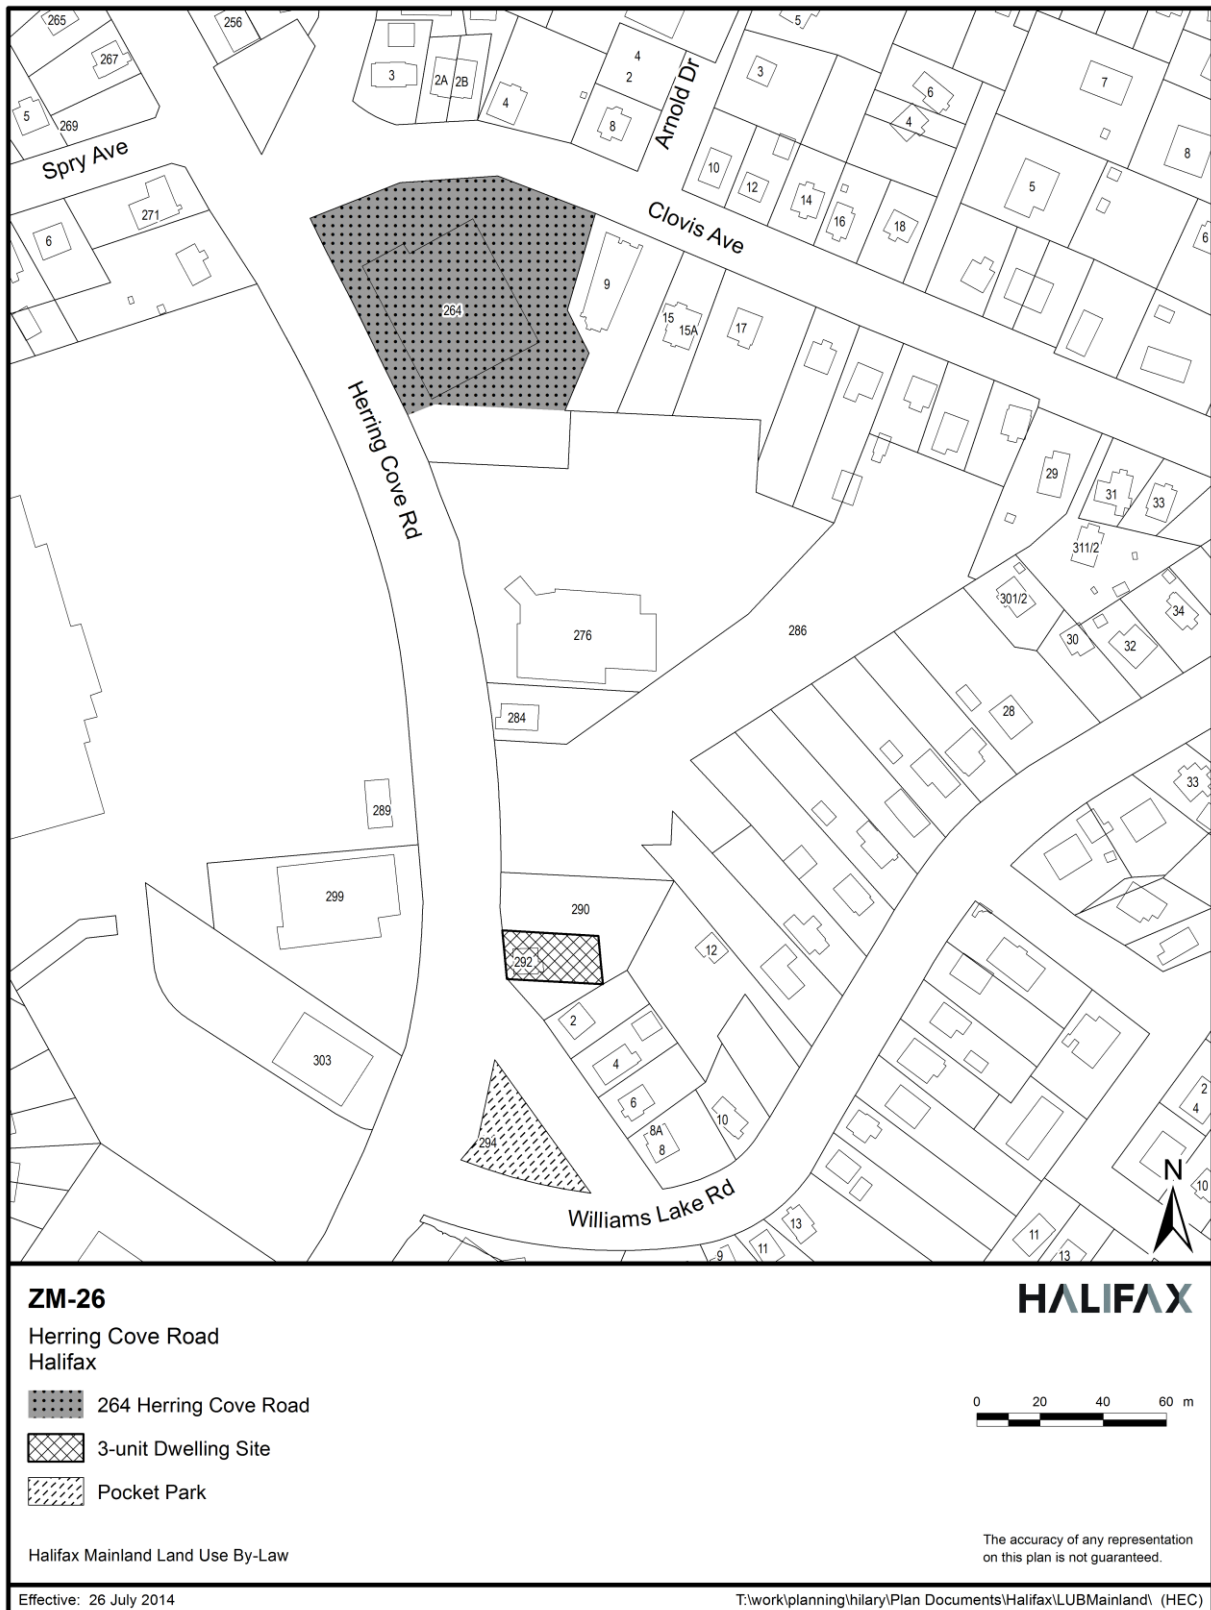 265
256
267
5
269
Spry Ave
271
6
3
2A
2B
4
8
4
2
Arnold Dr
5
3
6
4
7
8
10
12
14
16
18
5
6
Clovis Ave
264
9
15
15A
17
Herring Cove Rd
29
31
33
311/2
301/2
34
30
32
276
286
284
28
33
289
299
290
292
12
303
2
4
6
8A
8
10
294
2
4
10
N
Williams Lake Rd
13
11
9
11
13
ZM-26
HALIFAX
Herring Cove Road
Halifax
264 Herring Cove Road
0 20 40 60 m
3-unit Dwelling Site
Pocket Park
The accuracy of any representation
on this plan is not guaranteed.
Halifax Mainland Land Use By-Law
Effective: 26 July 2014
T:\work\planning\hilary\Plan Documents\Halifax\LUBMainland\ (HEC)